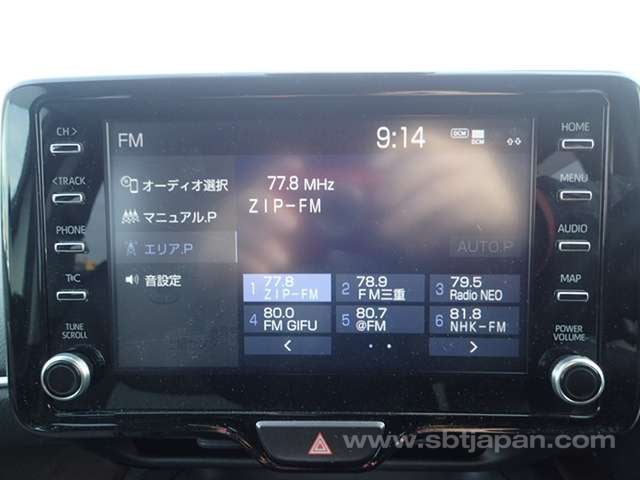 CH >
< TRACK
PHONE
T&C
TUNE
SCROLL
FM
9:14
DCM
DCM
オーディオ選択
マニュアル.P
エリア.P
音設定
77.8 MHz
ZIP-FM
AUTO.P
1 77.8 ZIP-FM
2 78.9 FM三重
3 79.5 Radio NEO
4 80.0 FM GIFU
5 80.7 @FM
6 81.8 NHK-FM
<
>
HOME
MENU
AUDIO
MAP
POWER
VOLUME
www.sbtjapan.com